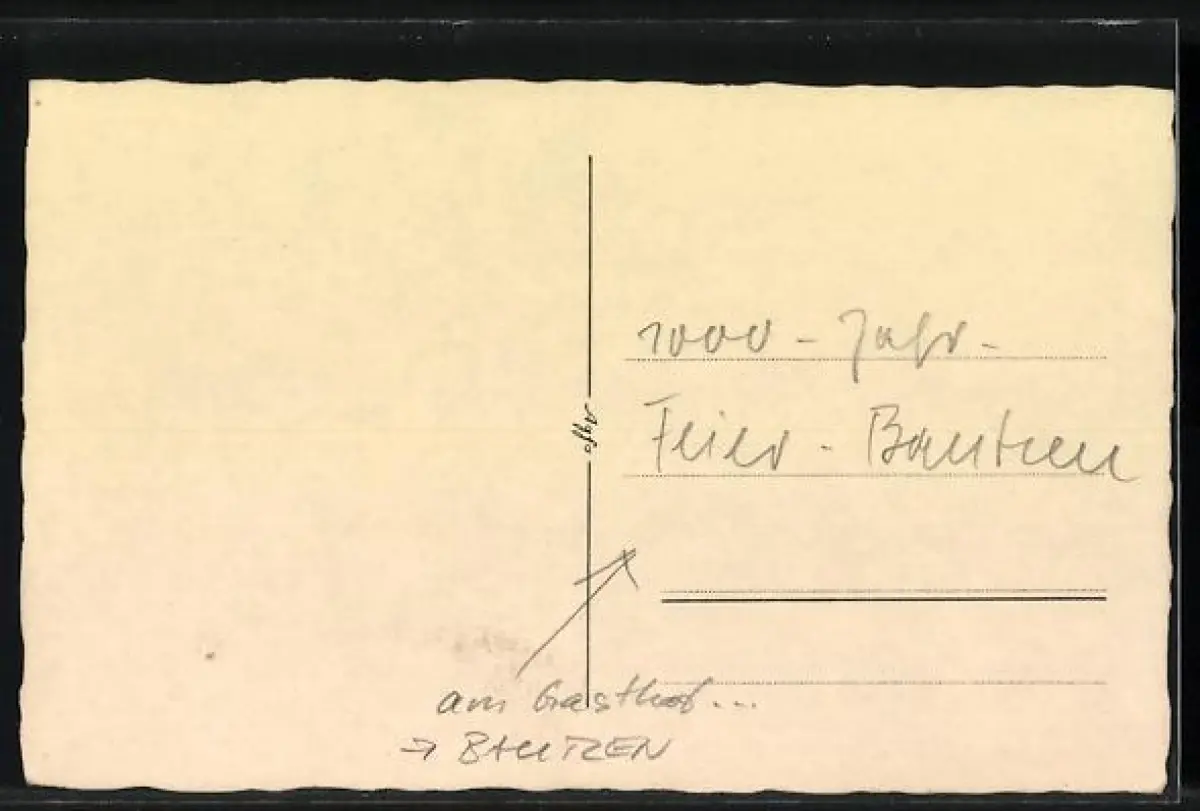 1000 - Jahr -
Feier - Bautzen
am Gasthof...
→ BAUTZEN